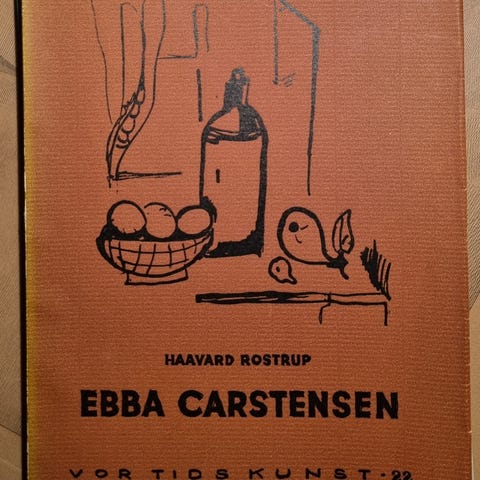 HAAVARD ROSTRUP
EBBA CARSTENSEN
VOR TIDS KUNST · 22